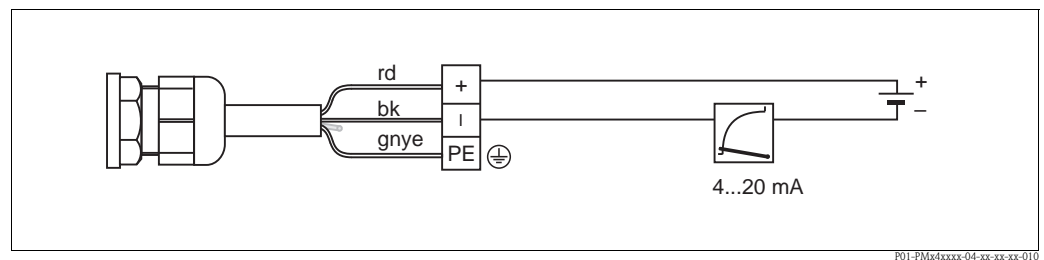 rd
+
bk
–
gnye
PE
+
–
4...20 mA
P01-PMx4xxxx-04-xx-xx-xx-010